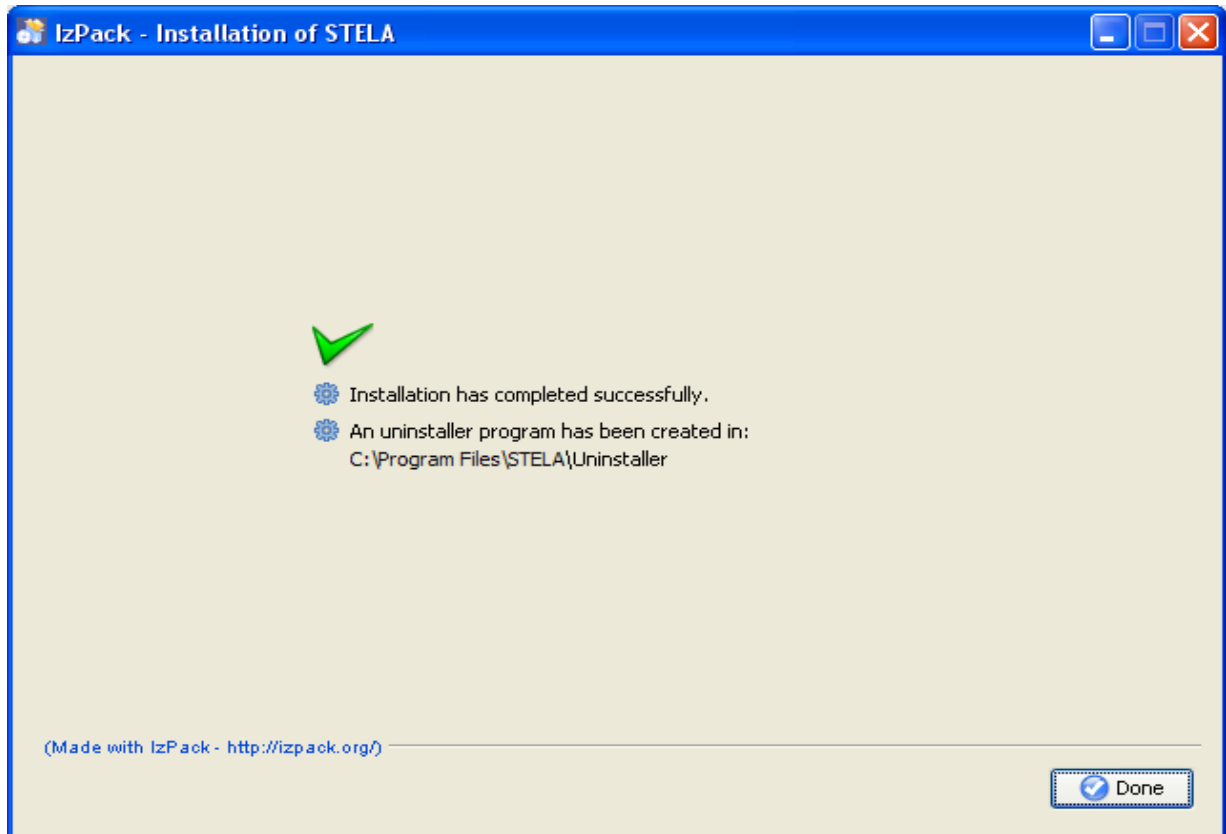 IzPack - Installation of STELA
Installation has completed successfully.
An uninstaller program has been created in:
C:\Program Files\STELA\Uninstaller
(Made with IzPack - http://izpack.org/)
Done